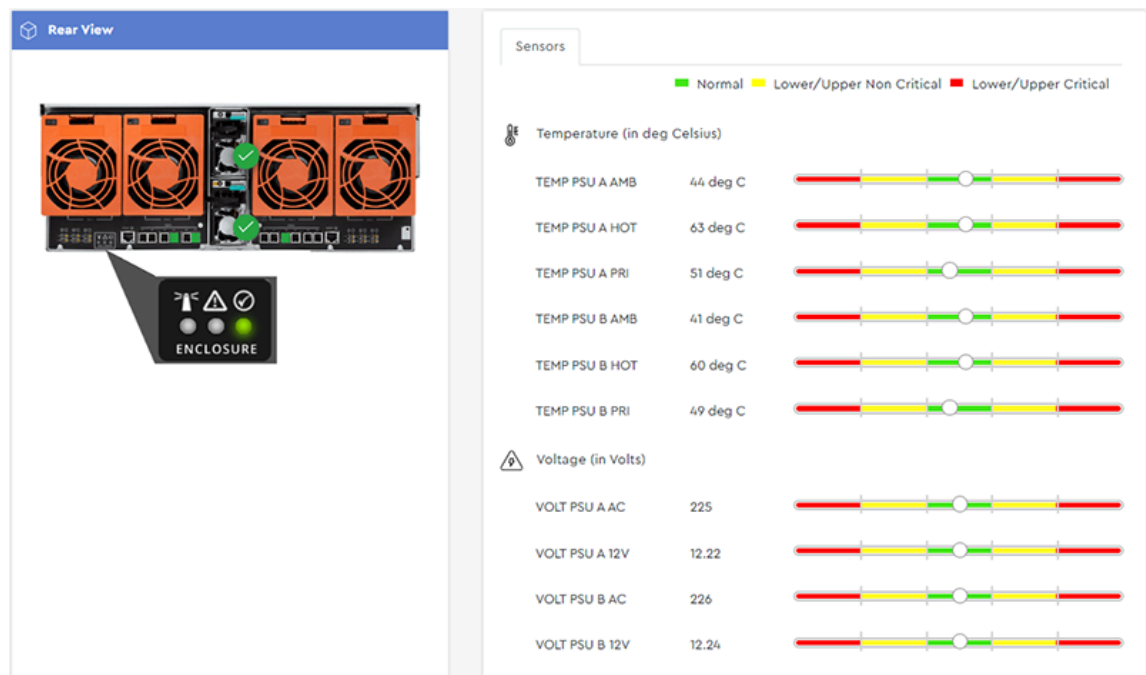 Rear View
ENCLOSURE
Sensors
Normal Lower/Upper Non Critical Lower/Upper Critical
Temperature (in deg Celsius)
TEMP PSU A AMB 44 deg C
TEMP PSU A HOT 63 deg C
TEMP PSU A PRI 51 deg C
TEMP PSU B AMB 41 deg C
TEMP PSU B HOT 60 deg C
TEMP PSU B PRI 49 deg C
Voltage (in Volts)
VOLT PSU A AC 225
VOLT PSU A 12V 12.22
VOLT PSU B AC 226
VOLT PSU B 12V 12.24